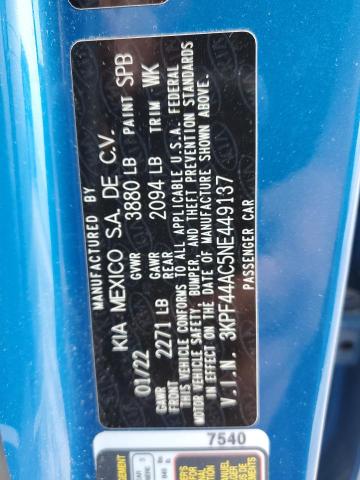 MANUFACTURED BY
KIA MEXICO S.A. DE C.V.
01/22 GVWR 3880 LB PAINT SPB
GAWR 2271 LB GAWR REAR 2094 LB TRIM WK
THIS VEHICLE CONFORMS TO ALL APPLICABLE U.S.A. FEDERAL
MOTOR VEHICLE SAFETY, BUMPER, AND THEFT PREVENTION STANDARDS
IN EFFECT ON THE DATE OF MANUFACTURE SHOWN ABOVE.
V.I.N. 3KPF44AC5NE449137
PASSENGER CAR
7540